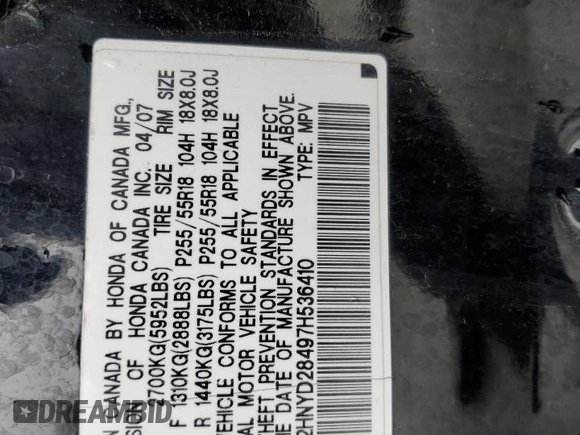 CANADA BY HONDA OF CANADA MFG.,
OF HONDA CANADA INC. 04/07
2700KG(5952LBS) TIRE SIZE RIM SIZE
F 1310KG(2888LBS) P255/55R18 104H 18X8.0J
R 1440KG(3175LBS) P255/55R18 104H 18X8.0J
VEHICLE CONFORMS TO ALL APPLICABLE
AL MOTOR VEHICLE SAFETY
THEFT PREVENTION STANDARDS IN EFFECT
HE DATE OF MANUFACTURE SHOWN ABOVE.
2HNYD28497H536410 TYPE: MPV
DREAMBID